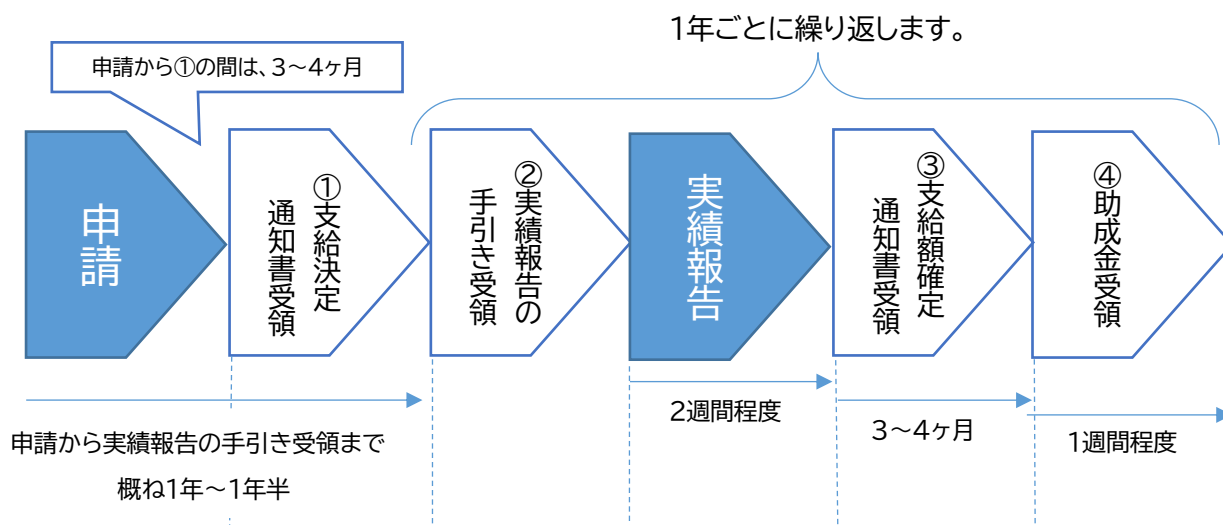 1年ごとに繰り返します。
申請から①の間は、3～4ヶ月
申請
①支給決定
通知書受領
②実績報告の
手引き受領
実績報告
③支給額確定
通知書受領
④助成金受領
2週間程度
3～4ヶ月
1週間程度
申請から実績報告の手引き受領まで
概ね1年～1年半